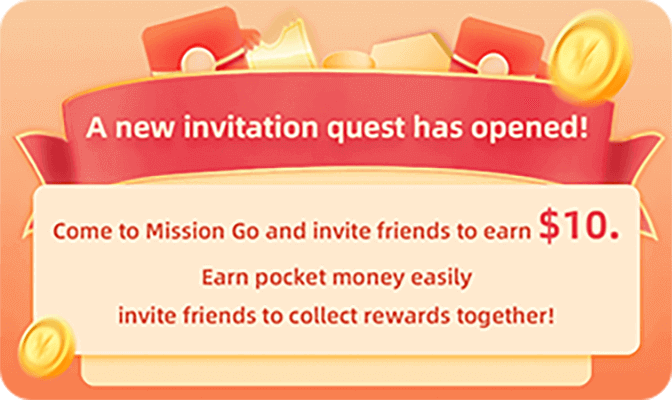 A new invitation quest has opened!
Come to Mission Go and invite friends to earn $10.
Earn pocket money easily
invite friends to collect rewards together!